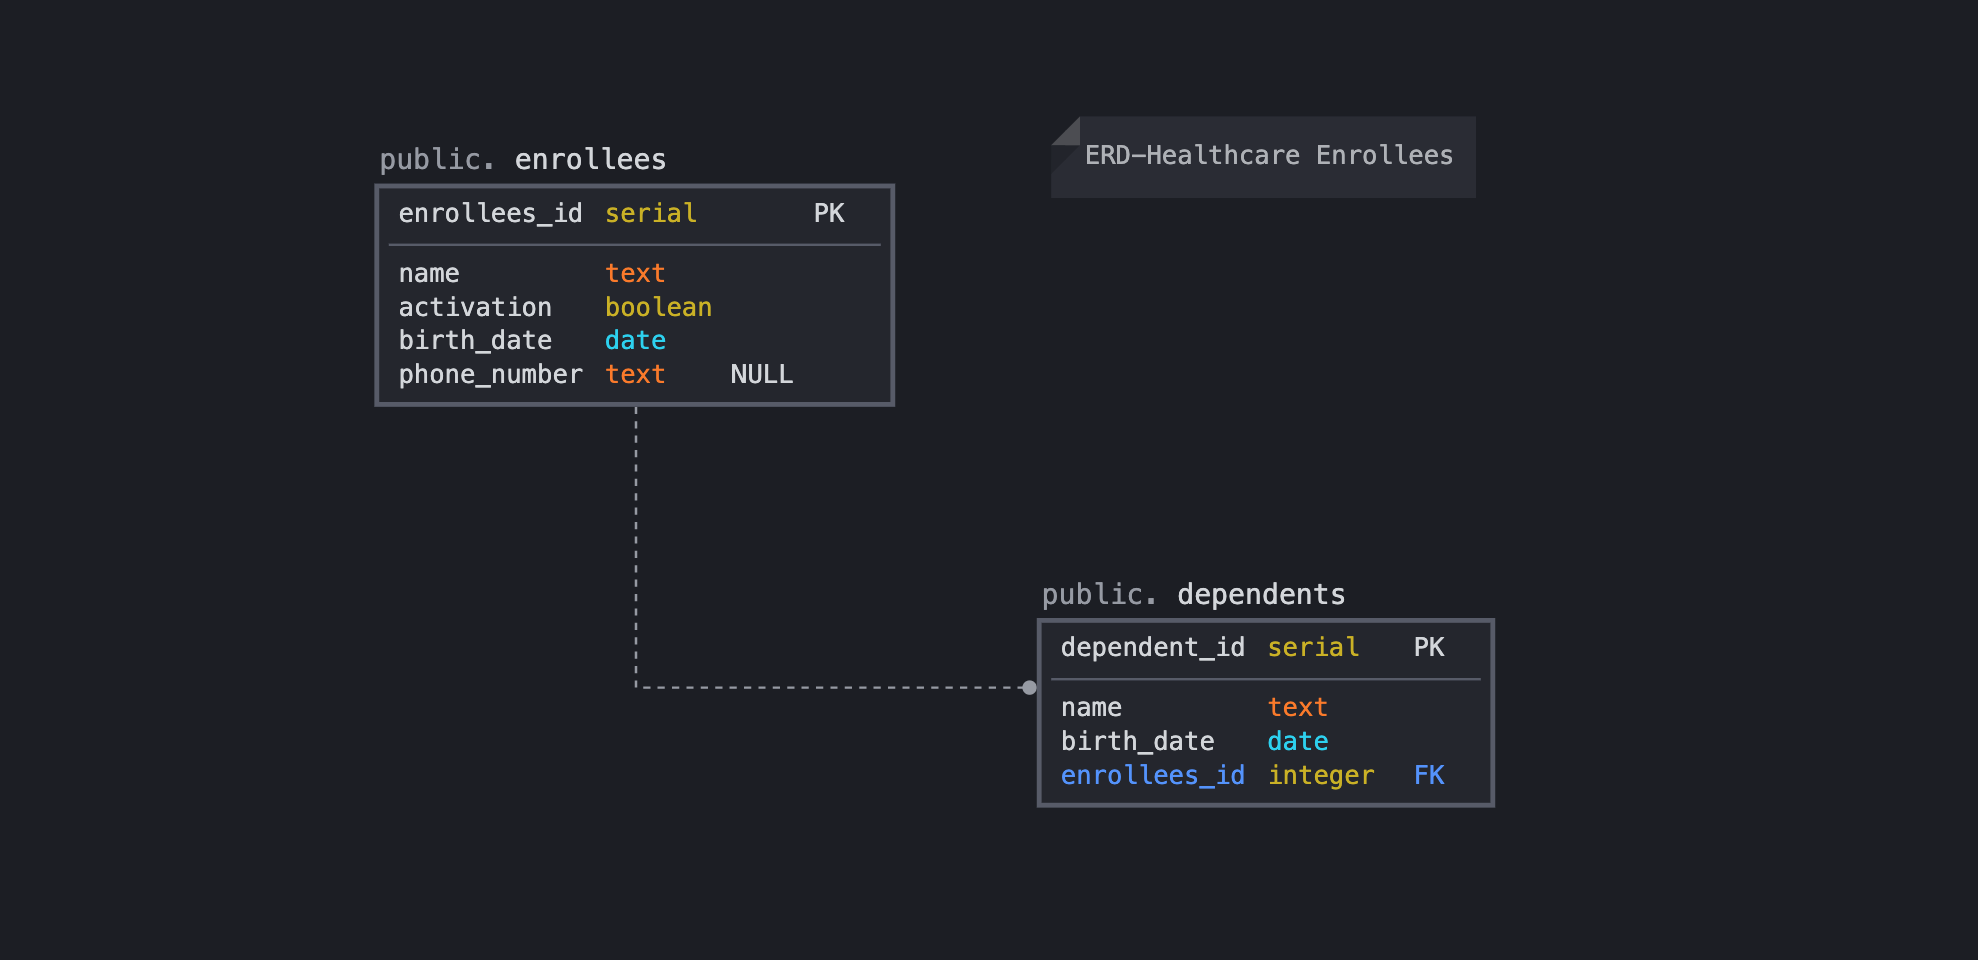 ERD-Healthcare Enrollees
public. enrollees
enrollees_id serial PK
name text
activation boolean
birth_date date
phone_number text NULL
public. dependents
dependent_id serial PK
name text
birth_date date
enrollees_id integer FK